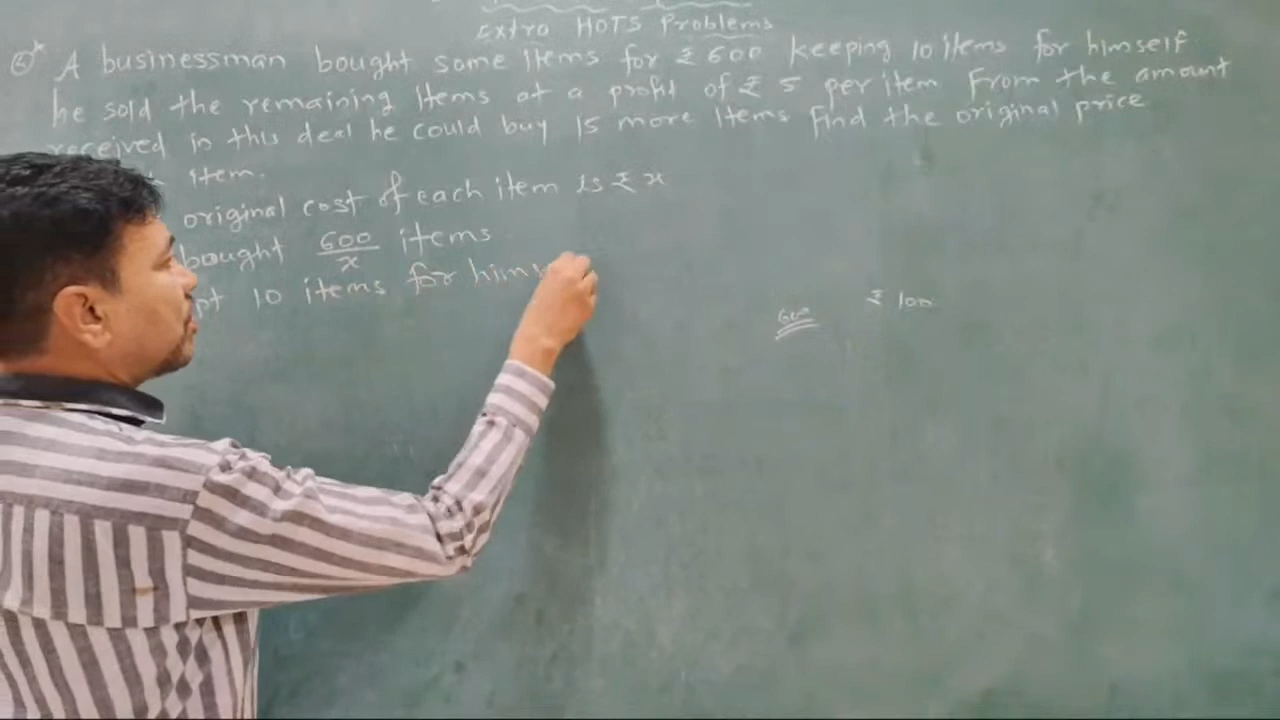 Extra HOTS Problems
A businessman bought some items for ₹ 600 keeping 10 items for himself
he sold the remaining items at a profit of ₹ 5 per item From the amount
received in this deal he could buy 15 more items Find the original price
item.
original cost of each item is ₹ x
bought 600/x items
pt 10 items for hims
600
₹ 100